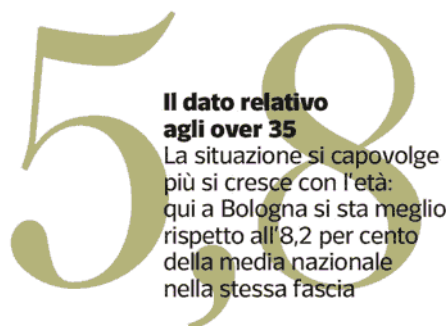 5,8
Il dato relativo
agli over 35
La situazione si capovolge
più si cresce con l'età:
qui a Bologna si sta meglio
rispetto all'8,2 per cento
della media nazionale
nella stessa fascia